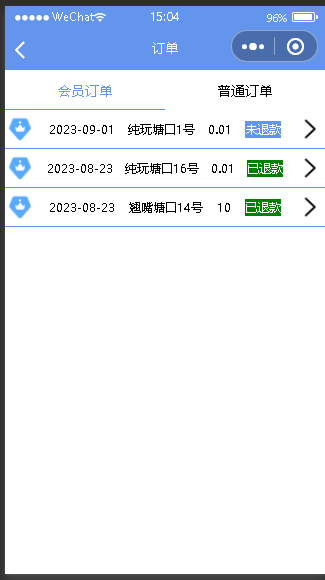 WeChat 15:04 96%
订单
会员订单 普通订单
2023-09-01 纯玩塘口1号 0.01 未退款
2023-08-23 纯玩塘口16号 0.01 已退款
2023-08-23 翘嘴塘口14号 10 已退款